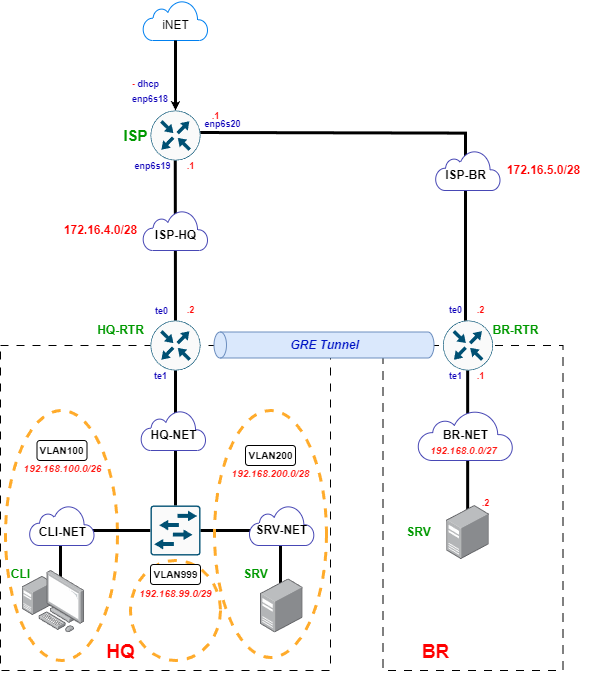 iNET
- dhcp
enp6s18
.1
enp6s20
ISP
enp6s19
.1
ISP-BR
172.16.5.0/28
172.16.4.0/28
ISP-HQ
te0
.2
te0
.2
HQ-RTR
GRE Tunnel
BR-RTR
te1
te1
.1
HQ-NET
BR-NET
192.168.0.0/27
VLAN100
192.168.100.0/26
VLAN200
192.168.200.0/28
.2
CLI-NET
SRV-NET
SRV
CLI
VLAN999
SRV
192.168.99.0/29
HQ
BR